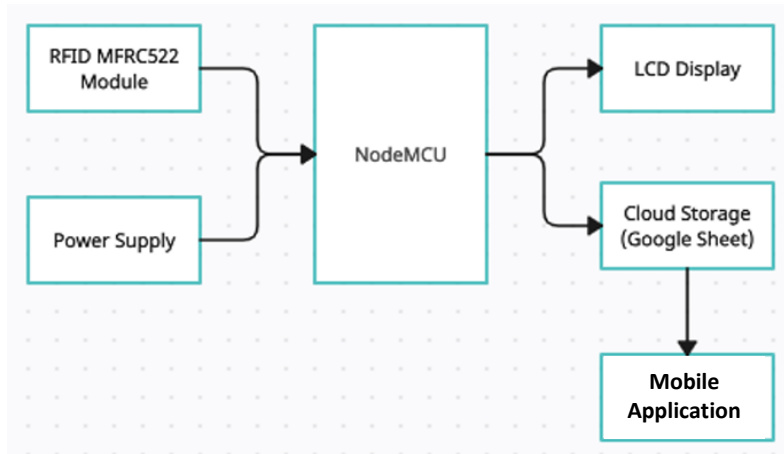 RFID MFRC522
Module
Power Supply
NodeMCU
LCD Display
Cloud Storage
(Google Sheet)
Mobile
Application